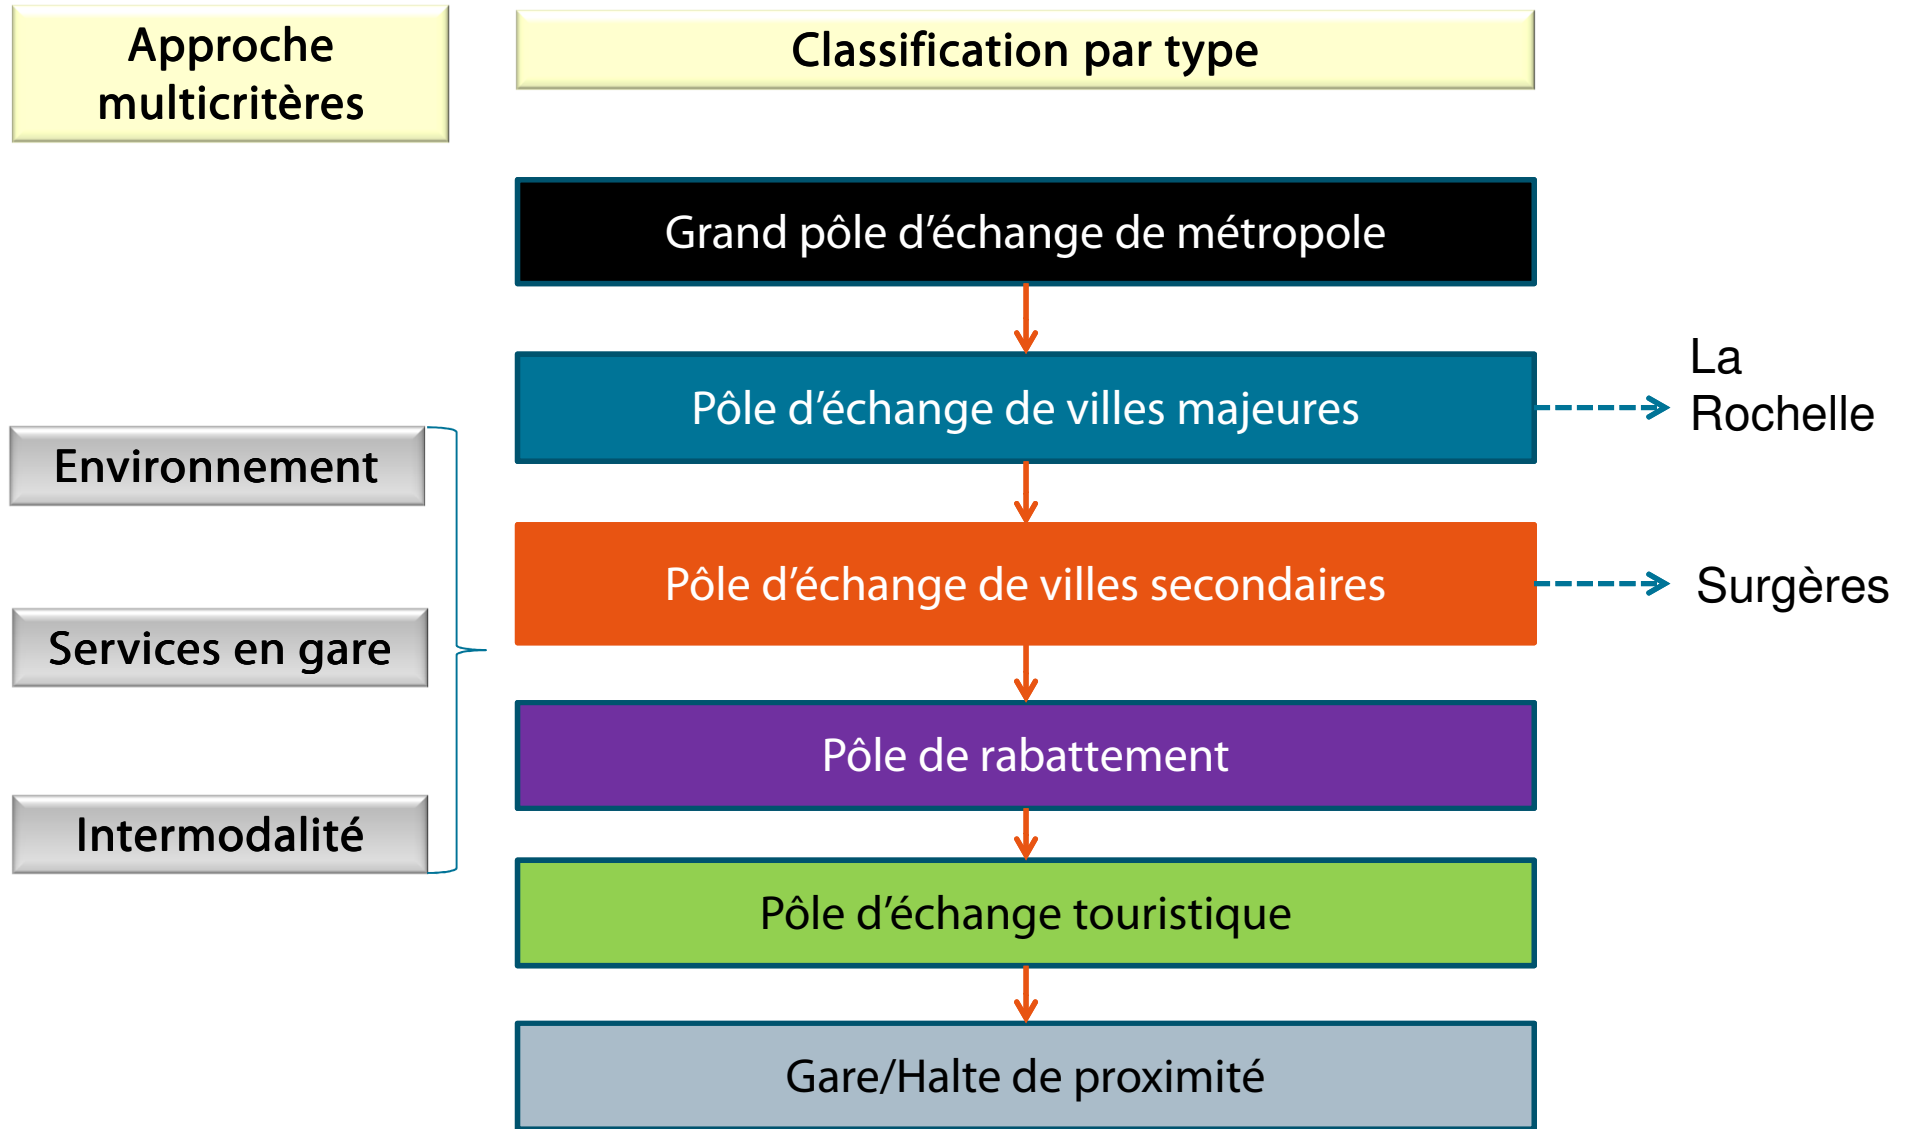 Approche
multicritères
Classification par type
Grand pôle d’échange de métropole
Pôle d’échange de villes majeures
La
Rochelle
Environnement
Pôle d’échange de villes secondaires
Surgères
Services en gare
Pôle de rabattement
Intermodalité
Pôle d’échange touristique
Gare/Halte de proximité